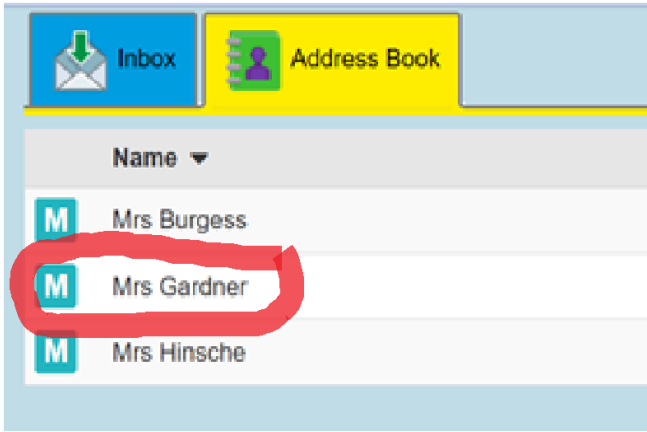 Inbox Address Book
Name
M Mrs Burgess
M Mrs Gardner
M Mrs Hinsche